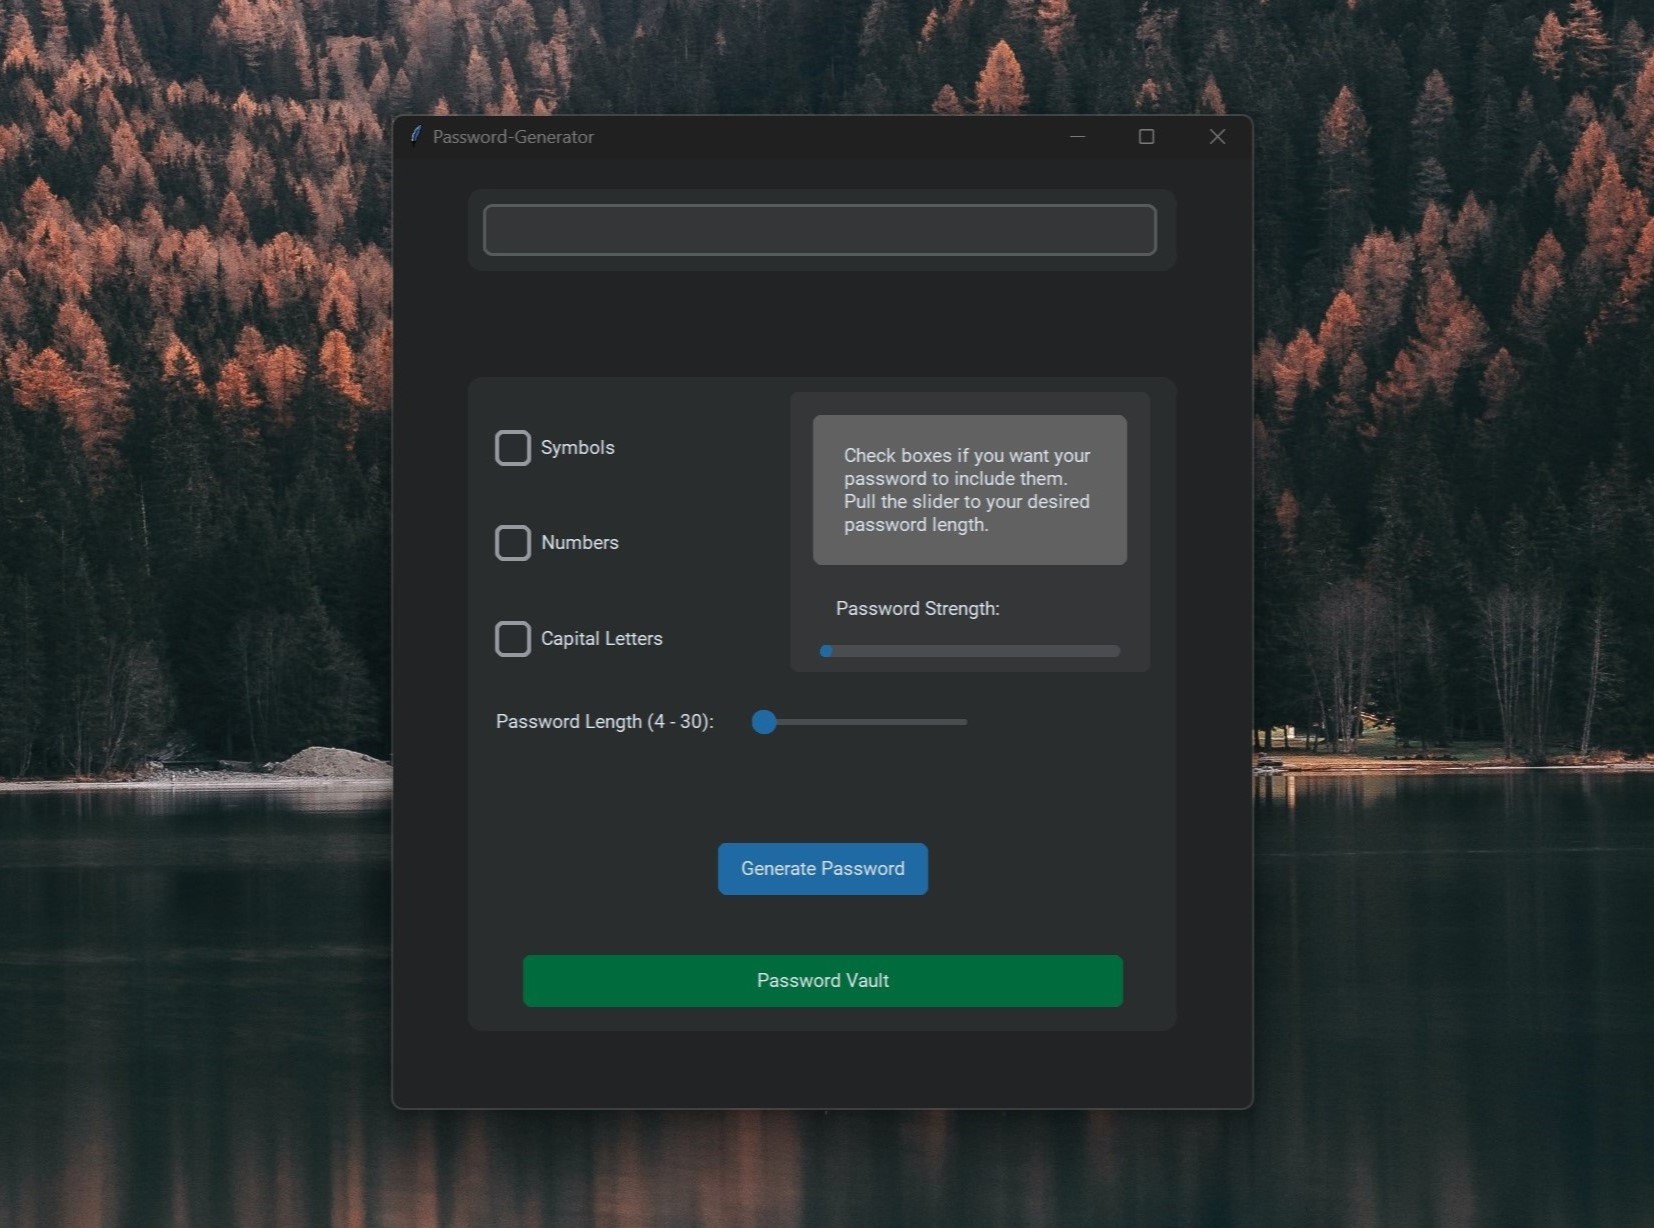 Password-Generator
Symbols
Check boxes if you want your
password to include them.
Pull the slider to your desired
password length.
Numbers
Password Strength:
Capital Letters
Password Length (4 - 30):
Generate Password
Password Vault